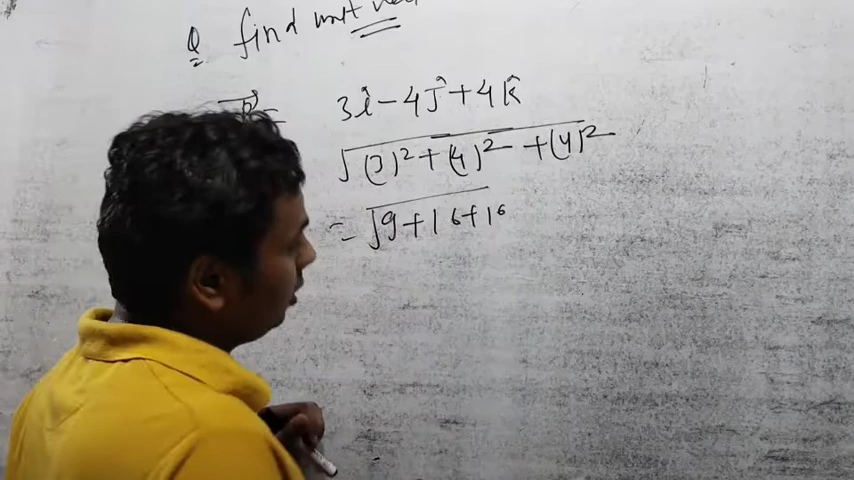 Q find unit
3î - 4ĵ + 4k̂
√(3)² + (4)² + (4)²
= √9 + 16 + 16